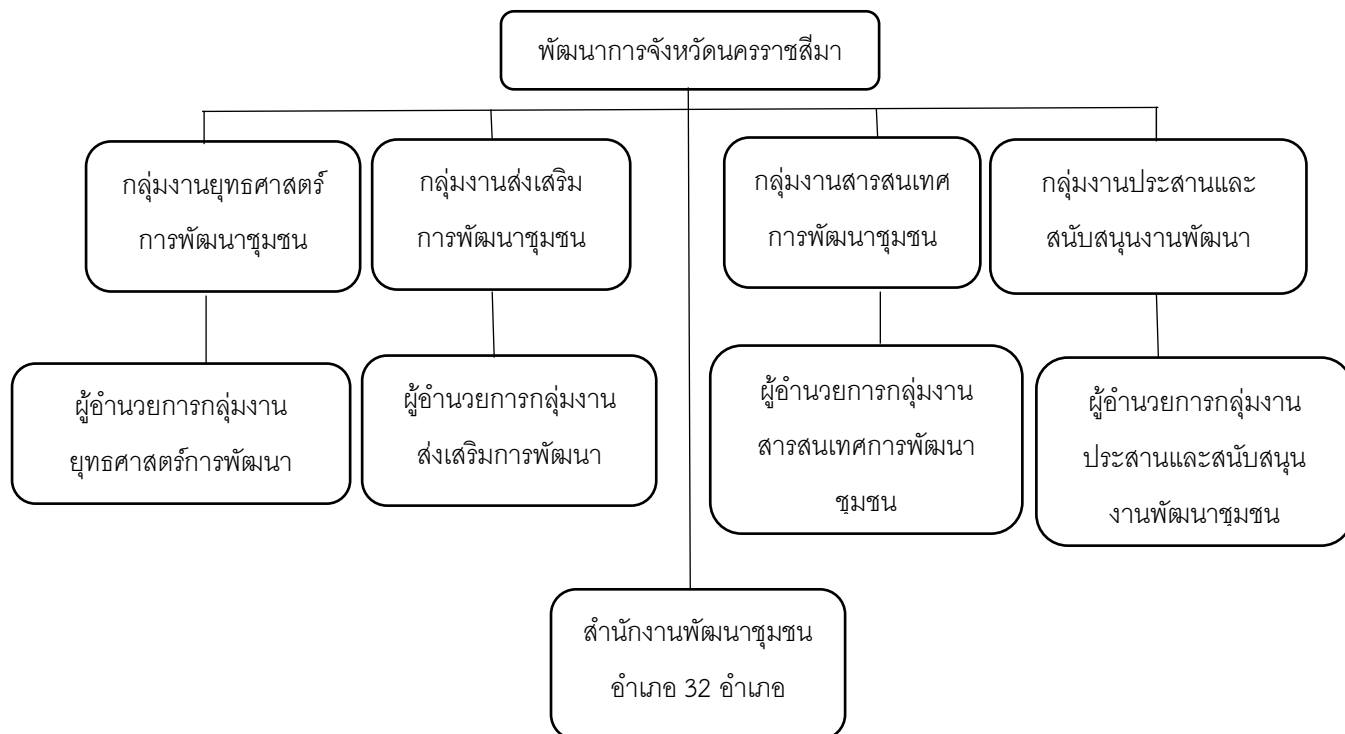 พัฒนาการจังหวัดนครราชสีมา
กลุ่มงานยุทธศาสตร์
การพัฒนาชุมชน
กลุ่มงานส่งเสริม
การพัฒนาชุมชน
กลุ่มงานสารสนเทศ
การพัฒนาชุมชน
กลุ่มงานประสานและ
สนับสนุนงานพัฒนา
ผู้อำนวยการกลุ่มงาน
ยุทธศาสตร์การพัฒนา
ผู้อำนวยการกลุ่มงาน
ส่งเสริมการพัฒนา
ผู้อำนวยการกลุ่มงาน
สารสนเทศการพัฒนา
ชุมชน
ผู้อำนวยการกลุ่มงาน
ประสานและสนับสนุน
งานพัฒนาชุมชน
สำนักงานพัฒนาชุมชน
อำเภอ 32 อำเภอ